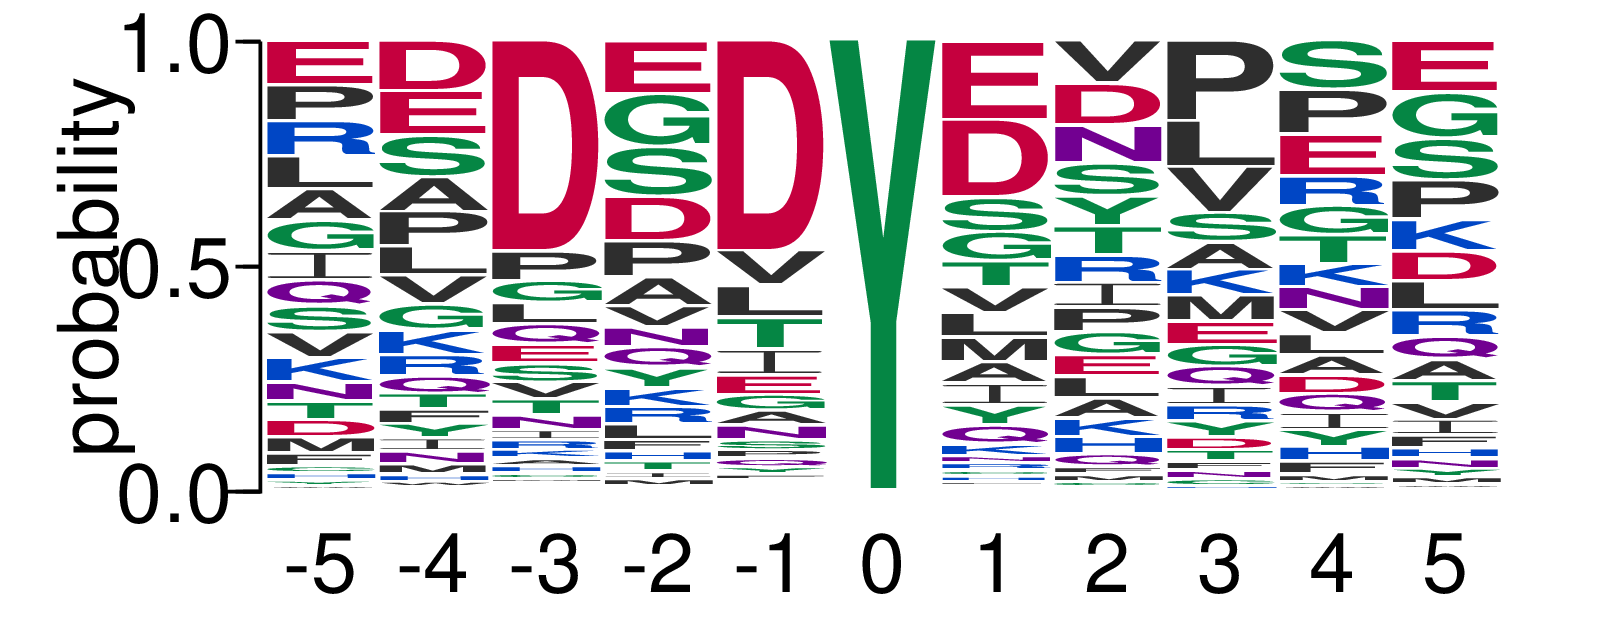 probability
1.0
0.5
0.0
E P R L A G I Q S V K N T D M F
D E S A P L V G K R Q T F Y I N M H
D P G L Q E S V T N I
E G S D P A V N Q Y K R L F H T I M
D V L T I E G A N
Y
E D S G T V L M A I Y Q K
V D N S Y T R I P G E L A K H Q F M
P L V S A K M E G Q I R Y D T F N
S P E R G T K N V L A D Q I Y H F M
E G S P K D L R Q A T V I F H N Y M
-5 -4 -3 -2 -1 0 1 2 3 4 5